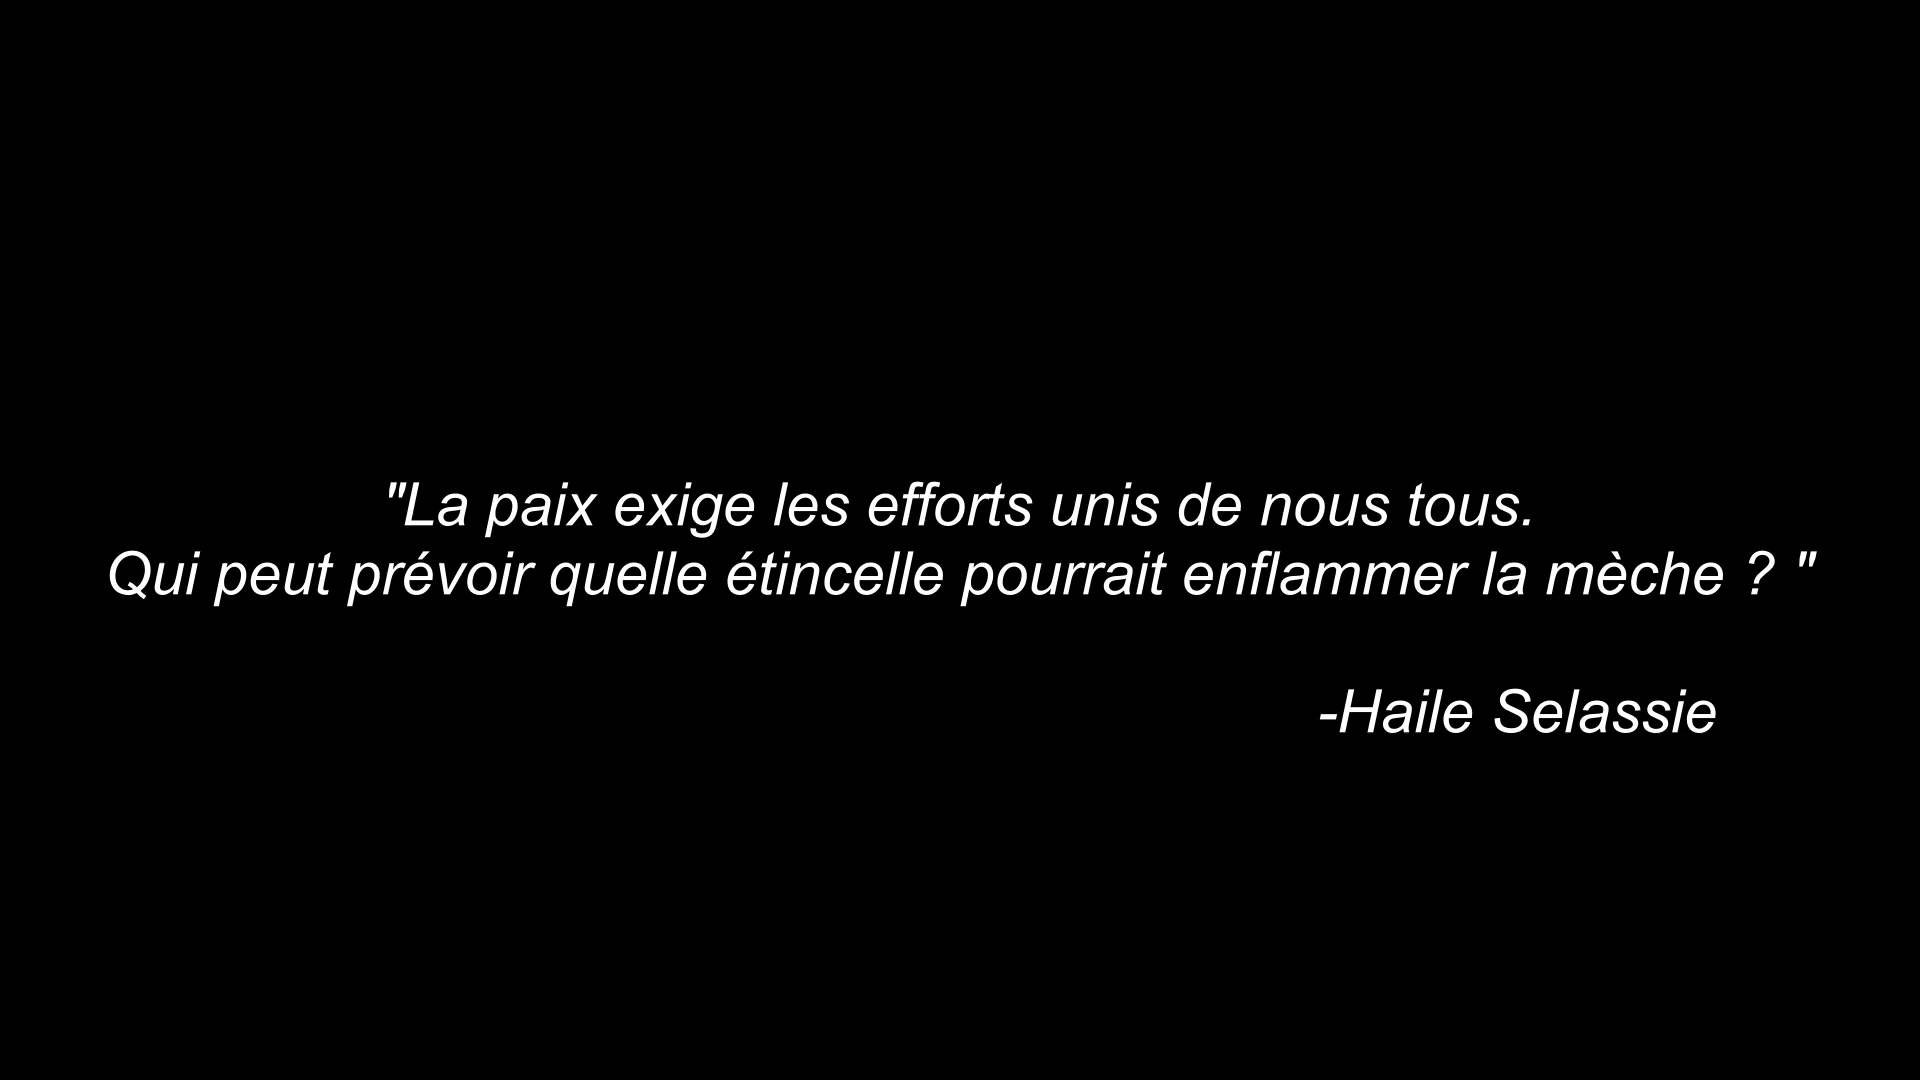 "La paix exige les efforts unis de nous tous.
Qui peut prévoir quelle étincelle pourrait enflammer la mèche ? "
-Haile Selassie